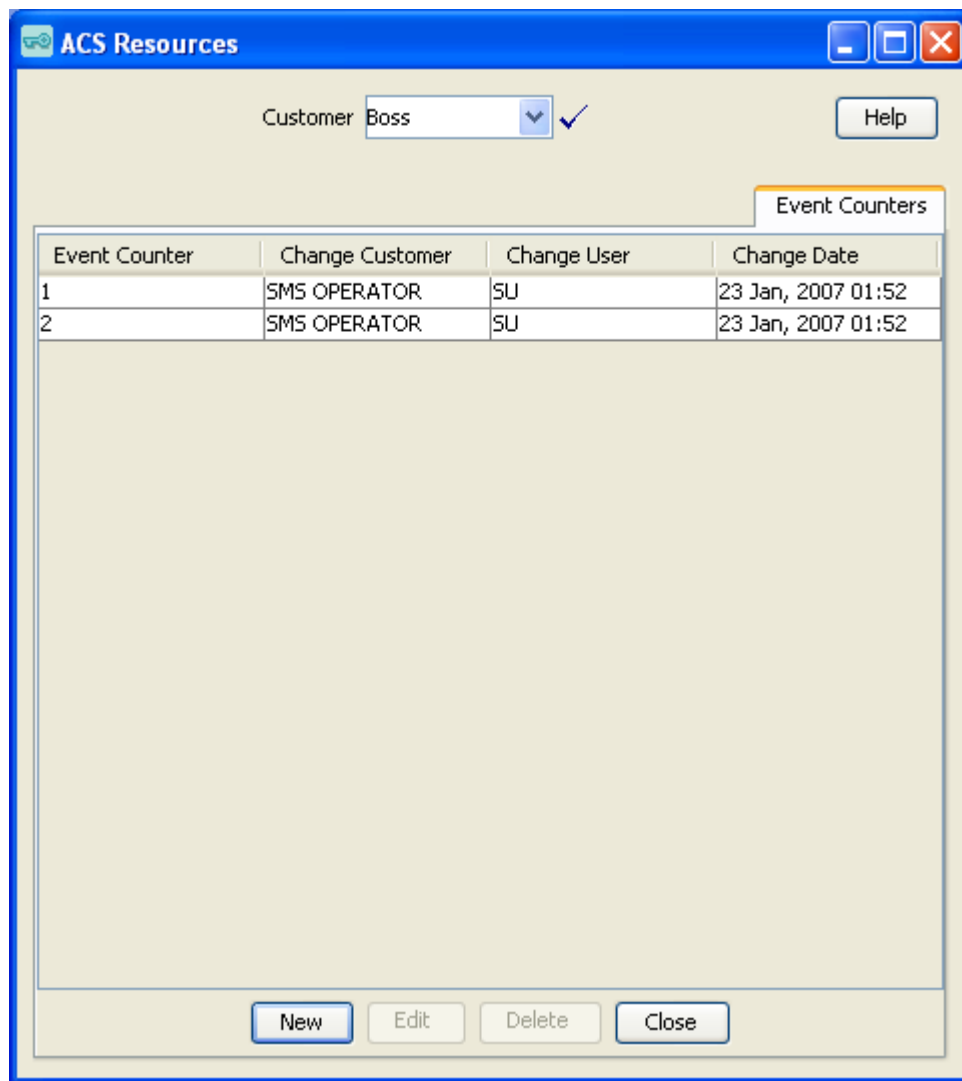 ACS Resources
Customer Boss Help
Event Counters
Event Counter Change Customer Change User Change Date
1 SMS OPERATOR SU 23 Jan, 2007 01:52
2 SMS OPERATOR SU 23 Jan, 2007 01:52
New Edit Delete Close